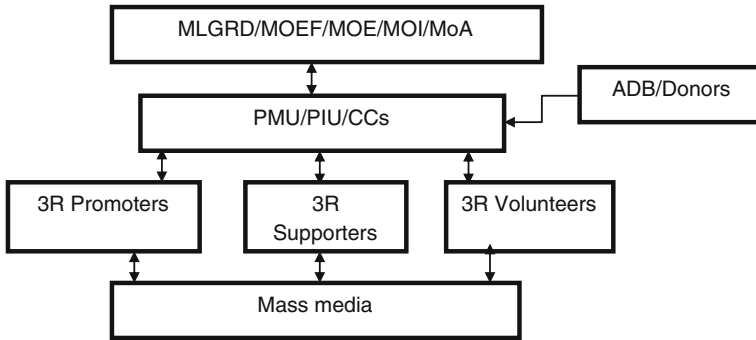 MLGRD/MOEF/MOE/MOI/MoA
ADB/Donors
PMU/PIU/CCs
3R Promoters
3R
Supporters
3R Volunteers
Mass media